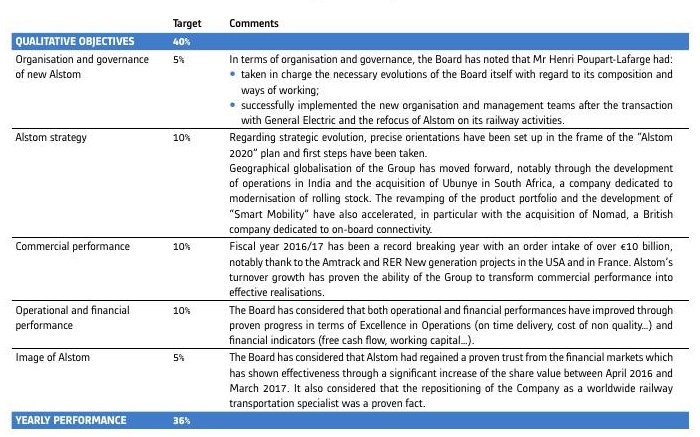 Target Comments
QUALITATIVE OBJECTIVES 40%
Organisation and governance 5% In terms of organisation and governance, the Board has noted that Mr Henri Poupart-Lafarge had:
of new Alstom • taken in charge the necessary evolutions of the Board itself with regard to its composition and
ways of working;
• successfully implemented the new organisation and management teams after the transaction
with General Electric and the refocus of Alstom on its railway activities.
Alstom strategy 10% Regarding strategic evolution, precise orientations have been set up in the frame of the "Alstom
2020" plan and first steps have been taken.
Geographical globalisation of the Group has moved forward, notably through the development
of operations in India and the acquisition of Ubunye in South Africa, a company dedicated to
modernisation of rolling stock. The revamping of the product portfolio and the development of
"Smart Mobility" have also accelerated, in particular with the acquisition of Nomad, a British
company dedicated to on-board connectivity.
Commercial performance 10% Fiscal year 2016/17 has been a record breaking year with an order intake of over €10 billion,
notably thank to the Amtrack and RER New generation projects in the USA and in France. Alstom's
turnover growth has proven the ability of the Group to transform commercial performance into
effective realisations.
Operational and financial 10% The Board has considered that both operational and financial performances have improved through
performance proven progress in terms of Excellence in Operations (on time delivery, cost of non quality...) and
financial indicators (free cash flow, working capital...).
Image of Alstom 5% The Board has considered that Alstom had regained a proven trust from the financial markets which
has shown effectiveness through a significant increase of the share value between April 2016 and
March 2017. It also considered that the repositioning of the Company as a worldwide railway
transportation specialist was a proven fact.
YEARLY PERFORMANCE 36%